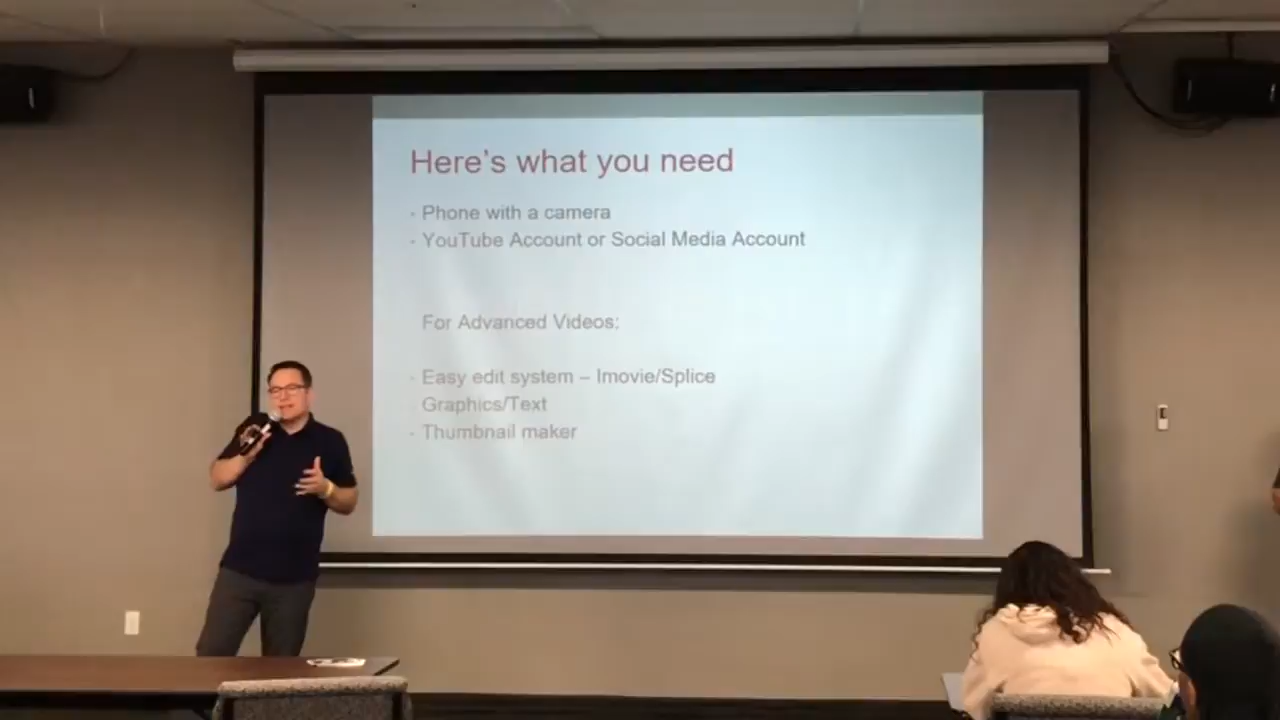 Here's what you need
- Phone with a camera
- YouTube Account or Social Media Account
For Advanced Videos:
- Easy edit system – Imovie/Splice
Graphics/Text
- Thumbnail maker